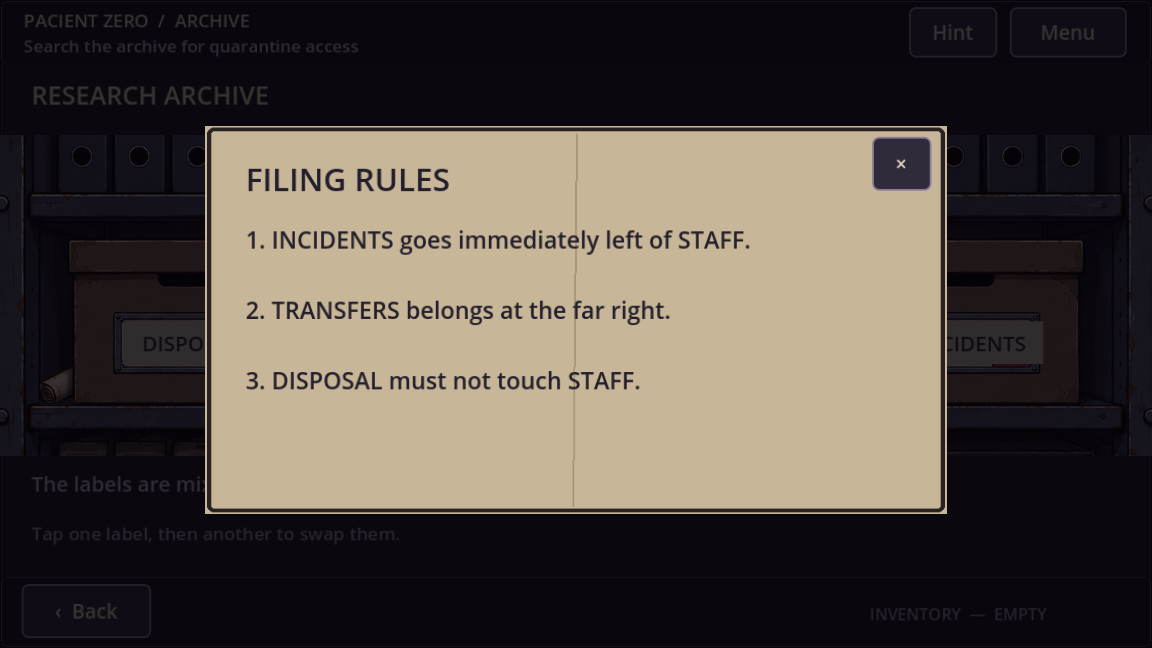 PACIENT ZERO / ARCHIVE
Search the archive for quarantine access
Hint
Menu
RESEARCH ARCHIVE
FILING RULES
×
1. INCIDENTS goes immediately left of STAFF.
2. TRANSFERS belongs at the far right.
3. DISPOSAL must not touch STAFF.
DISPO
CIDENTS
The labels are mi
Tap one label, then another to swap them.
‹ Back
INVENTORY — EMPTY